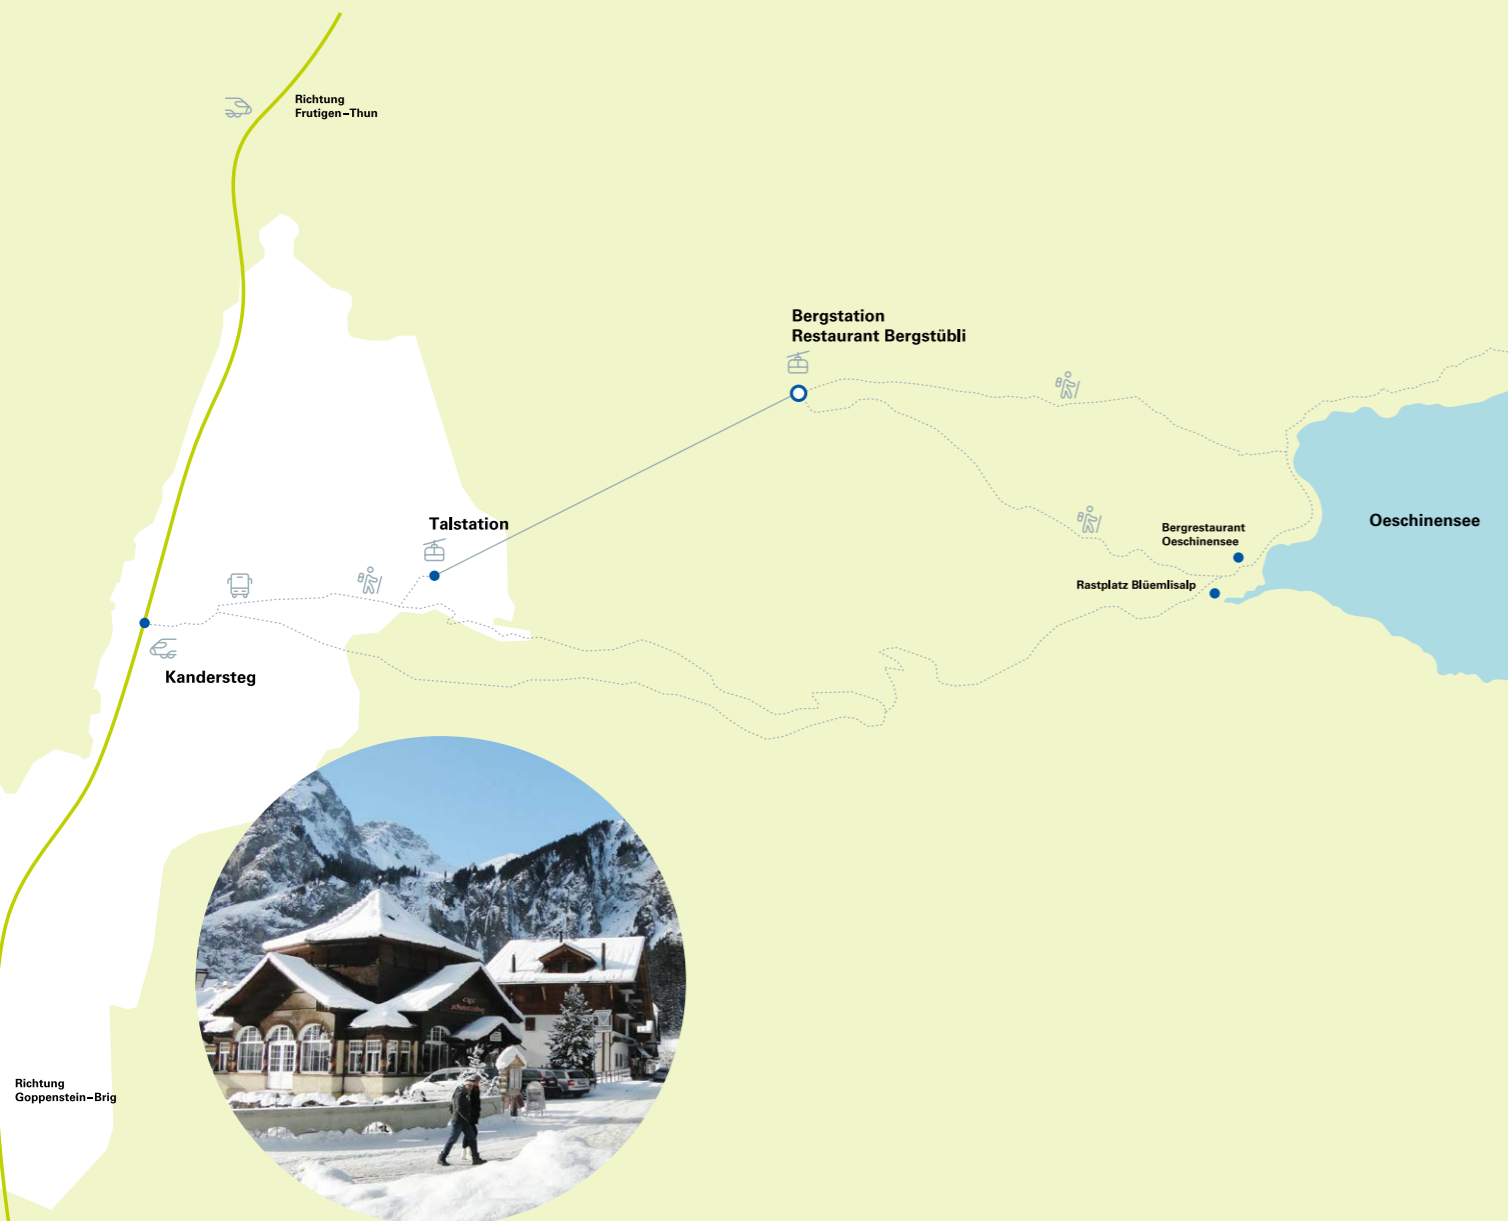 Richtung
Frutigen–Thun
Bergstation
Restaurant Bergstübli
Talstation
Oeschinensee
Bergrestaurant
Oeschinensee
Rastplatz Blüemlisalp
Kandersteg
Richtung
Goppenstein–Brig